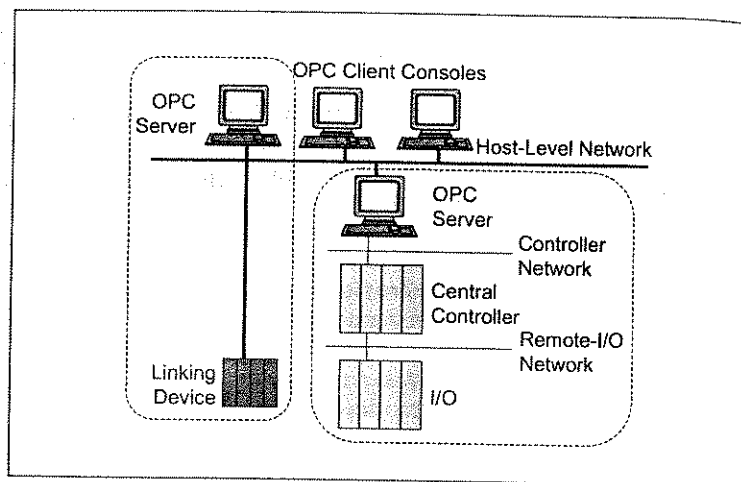 OPC Client Consoles
OPC
Server
Host-Level Network
OPC
Server
Controller
Network
Central
Controller
Remote-I/O
Network
Linking
Device
I/O